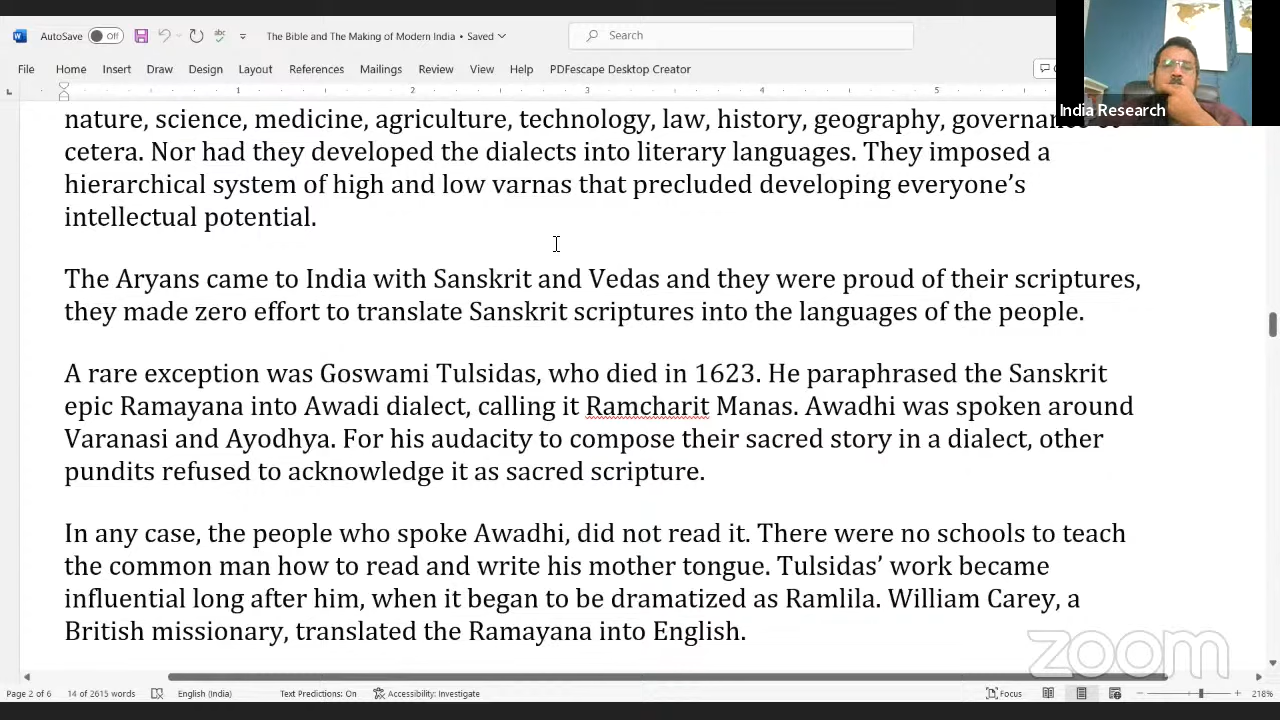 AutoSave Off The Bible and The Making of Modern India • Saved Search
File Home Insert Draw Design Layout References Mailings Review View Help PDFescape Desktop Creator
1 2 3 4 5
India Research
nature, science, medicine, agriculture, technology, law, history, geography,
cetera. Nor had they developed the dialects into literary languages. They imposed a
hierarchical system of high and low varnas that precluded developing everyone’s
intellectual potential.
The Aryans came to India with Sanskrit and Vedas and they were proud of their scriptures,
they made zero effort to translate Sanskrit scriptures into the languages of the people.
A rare exception was Goswami Tulsidas, who died in 1623. He paraphrased the Sanskrit
epic Ramayana into Awadi dialect, calling it Ramcharit Manas. Awadhi was spoken around
Varanasi and Ayodhya. For his audacity to compose their sacred story in a dialect, other
pundits refused to acknowledge it as sacred scripture.
In any case, the people who spoke Awadhi, did not read it. There were no schools to teach
the common man how to read and write his mother tongue. Tulsidas’ work became
influential long after him, when it began to be dramatized as Ramlila. William Carey, a
British missionary, translated the Ramayana into English.
zoom
Page 2 of 6 14 of 2615 words English (India) Text Predictions: On Accessibility: Investigate Focus 218%